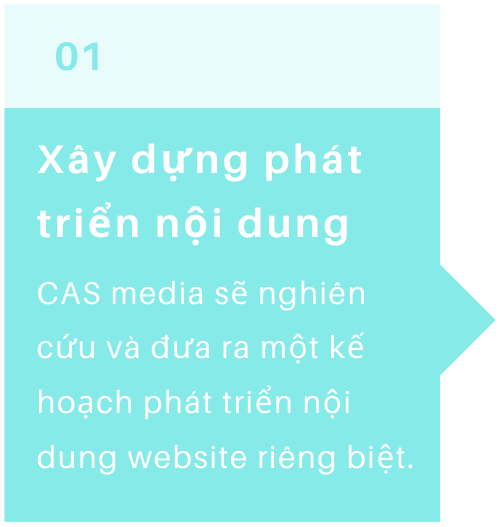 01
Xây dựng phát
triển nội dung
CAS media sẽ nghiên
cứu và đưa ra một kế
hoạch phát triển nội
dung website riêng biệt.